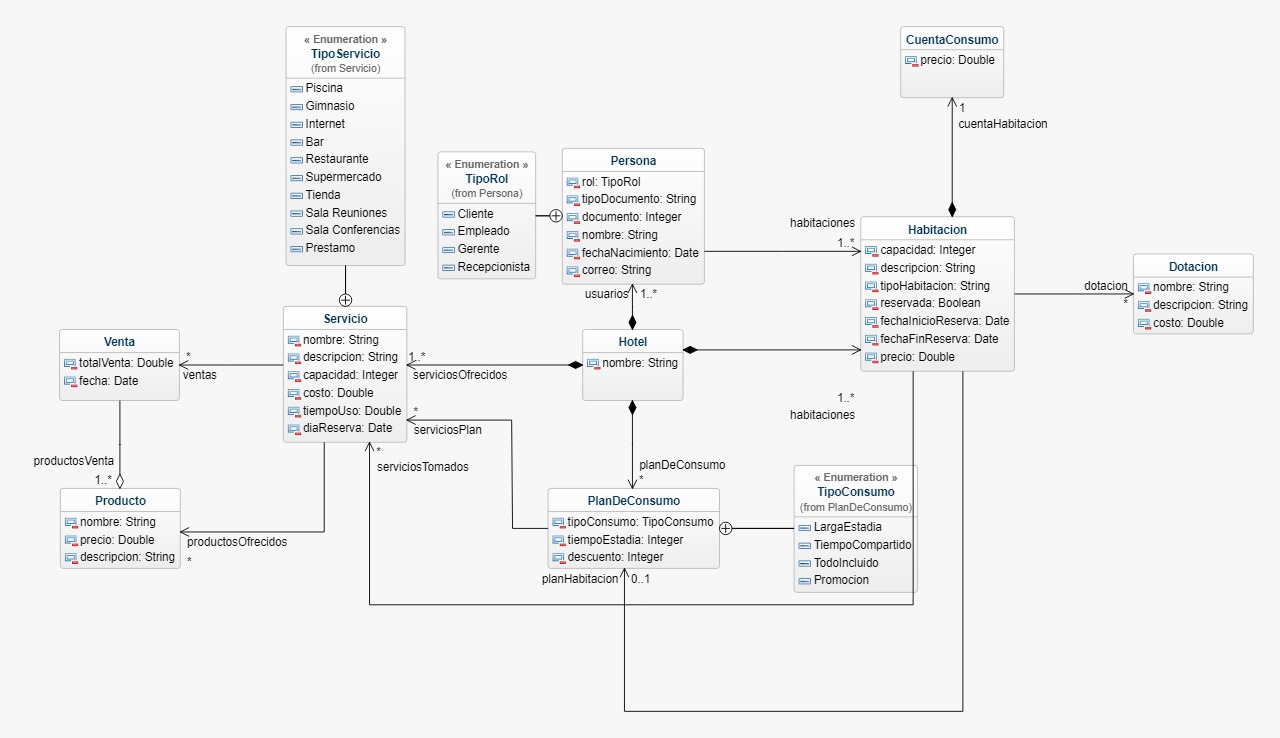 « Enumeration »
TipoServicio
(from Servicio)
Piscina
Gimnasio
Internet
Bar
Restaurante
Supermercado
Tienda
Sala Reuniones
Sala Conferencias
Prestamo
CuentaConsumo
precio: Double
1
cuentaHabitacion
« Enumeration »
TipoRol
(from Persona)
Cliente
Empleado
Gerente
Recepcionista
Persona
rol: TipoRol
tipoDocumento: String
documento: Integer
nombre: String
fechaNacimiento: Date
correo: String
habitaciones
1..*
Habitacion
capacidad: Integer
descripcion: String
tipoHabitacion: String
reservada: Boolean
fechaInicioReserva: Date
fechaFinReserva: Date
precio: Double
dotacion
*
Dotacion
nombre: String
descripcion: String
costo: Double
usuarios
1..*
Venta
totalVenta: Double
fecha: Date
*
ventas
Servicio
nombre: String
descripcion: String
capacidad: Integer
costo: Double
tiempoUso: Double
diaReserva: Date
1..*
serviciosOfrecidos
Hotel
nombre: String
*
serviciosPlan
1..*
habitaciones
*
serviciosTomados
planDeConsumo
*
productosVenta
1..*
Producto
nombre: String
precio: Double
descripcion: String
productosOfrecidos
*
PlanDeConsumo
tipoConsumo: TipoConsumo
tiempoEstadia: Integer
descuento: Integer
planHabitacion
0..1
« Enumeration »
TipoConsumo
(from PlanDeConsumo)
LargaEstadia
TiempoCompartido
TodoIncluido
Promocion